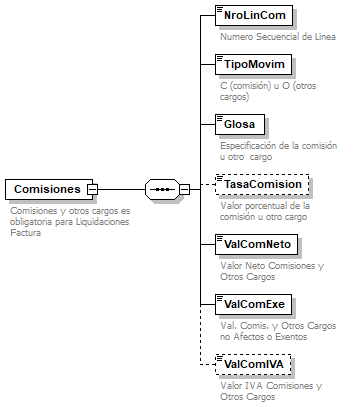 NroLinCom
Numero Secuencial de Linea
TipoMovim
C (comisión) u O (otros
cargos)
Glosa
Especificación de la comisión
u otro cargo
Comisiones
Comisiones y otros cargos es
obligatoria para Liquidaciones
Factura
TasaComision
Valor porcentual de la
comisión u otro cargo
ValComNeto
Valor Neto Comisiones y
Otros Cargos
ValComExe
Val. Comis. y Otros Cargos
no Afectos o Exentos
ValComIVA
Valor IVA Comisiones y
Otros Cargos